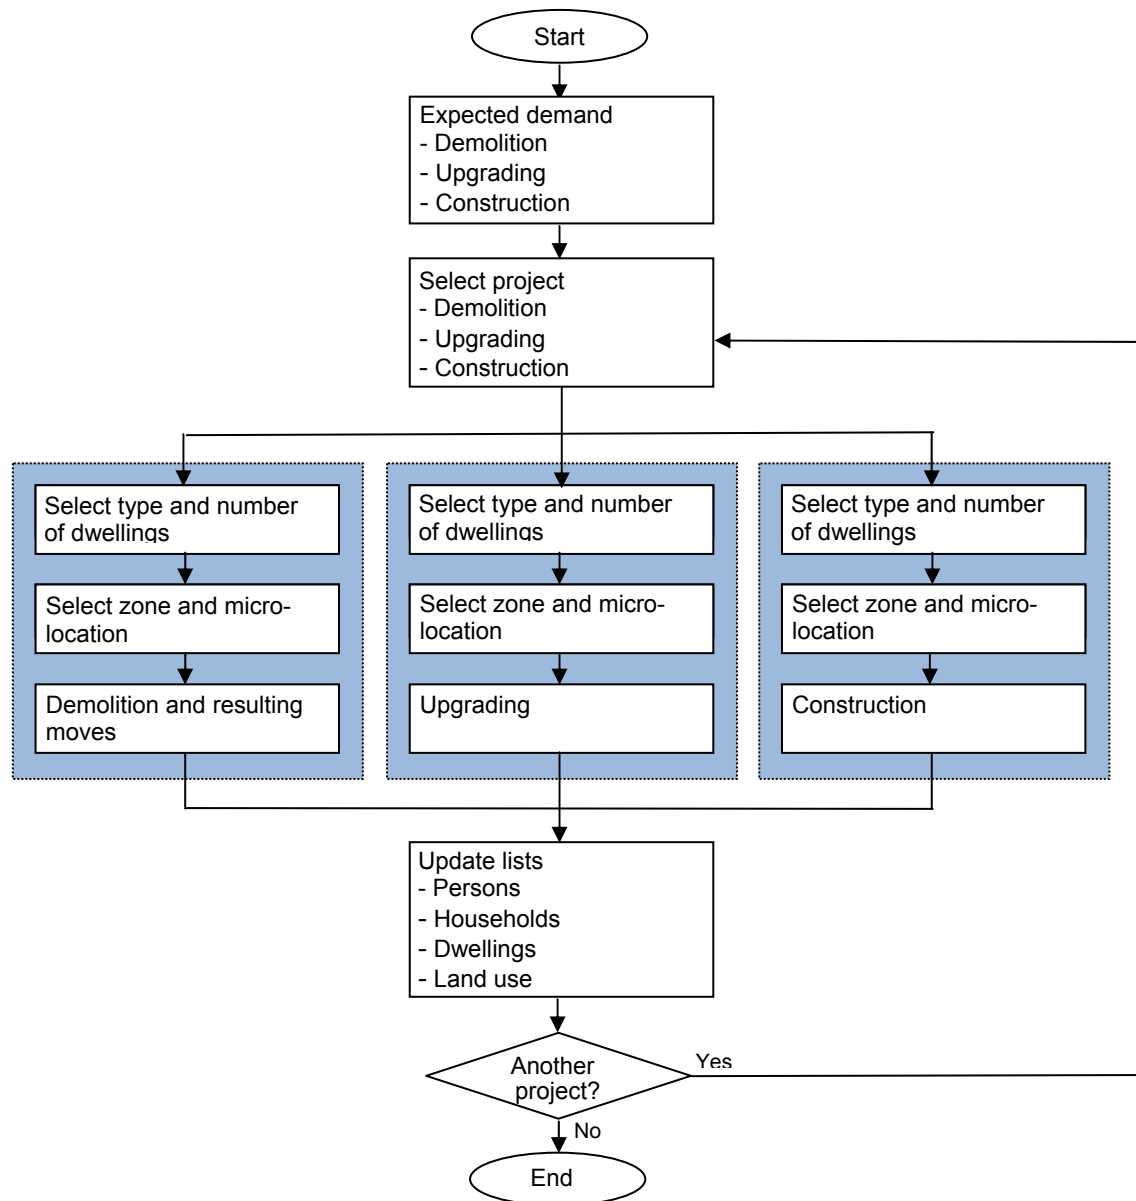 Start
Expected demand
- Demolition
- Upgrading
- Construction
Select project
- Demolition
- Upgrading
- Construction
Select type and number
of dwellings
Select zone and micro-
location
Demolition and resulting
moves
Select type and number
of dwellings
Select zone and micro-
location
Upgrading
Select type and number
of dwellings
Select zone and micro-
location
Construction
Update lists
- Persons
- Households
- Dwellings
- Land use
Another
project?
Yes
No
End